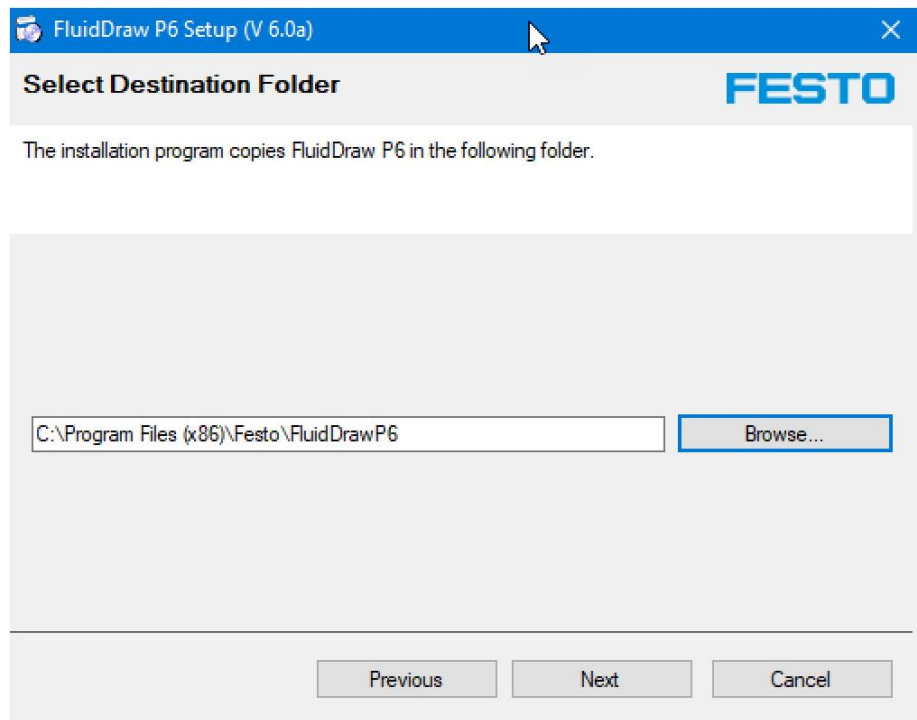 FluidDraw P6 Setup (V 6.0a)
Select Destination Folder
FESTO
The installation program copies FluidDraw P6 in the following folder.
C:\Program Files (x86)\Festo\FluidDrawP6
Browse...
Previous
Next
Cancel